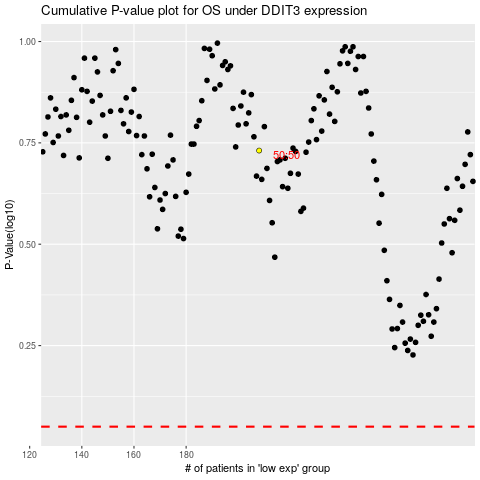 Cumulative P-value plot for OS under DDIT3 expression
P-Value(log10)
1.00
0.75
0.50
0.25
50:50
120 140 160 180
# of patients in 'low exp' group